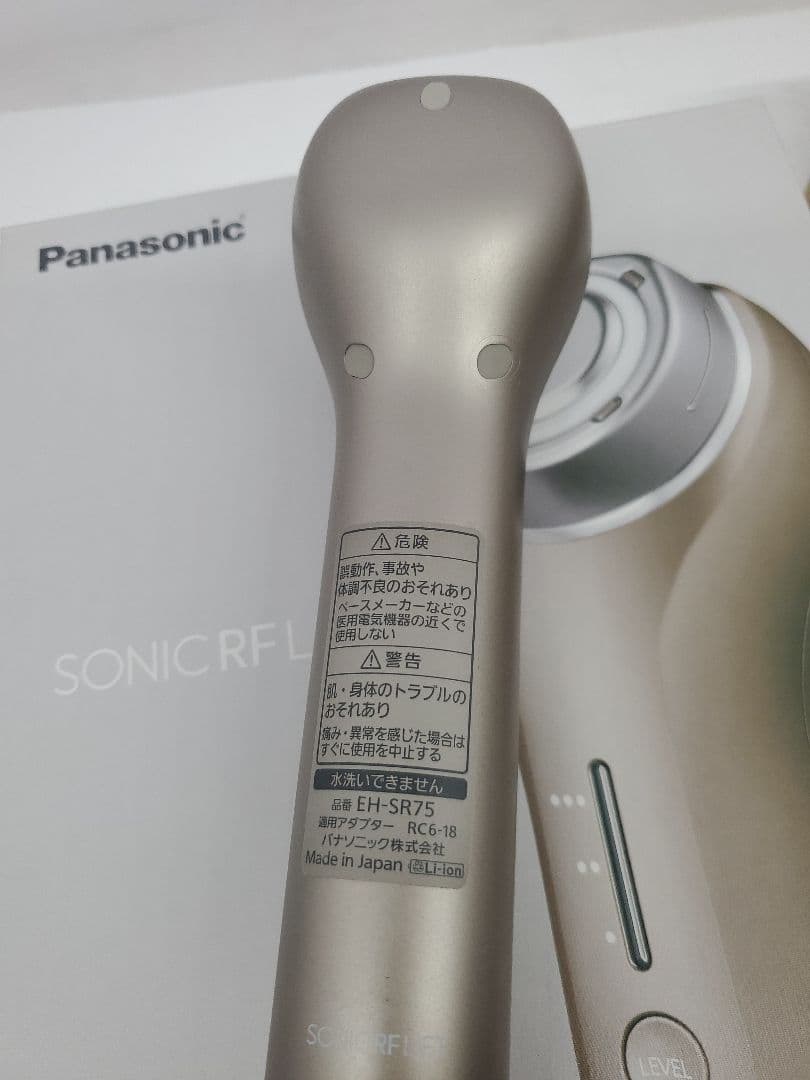 Panasonic
SONIC RF L
⚠危険
誤動作、事故や
体調不良のおそれあり
ペースメーカーなどの
医用電気機器の近くで
使用しない
⚠警告
肌・身体のトラブルの
おそれあり
痛み・異常を感じた場合は
すぐに使用を中止する
水洗いできません
品番 EH-SR75
適用アダプター RC6-18
パナソニック株式会社
Made in Japan Li-ion
SONIC RF LIFT
LEVEL